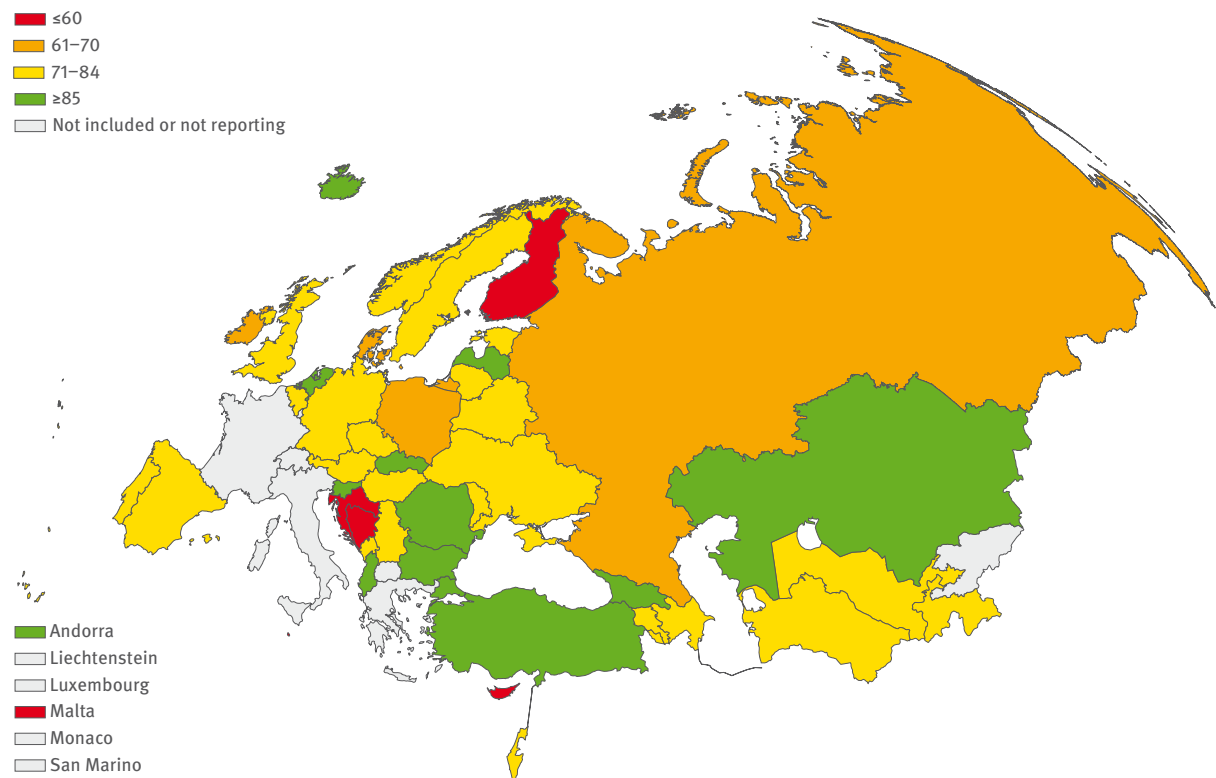 ≤60
61–70
71–84
≥85
Not included or not reporting
Andorra
Liechtenstein
Luxembourg
Malta
Monaco
San Marino